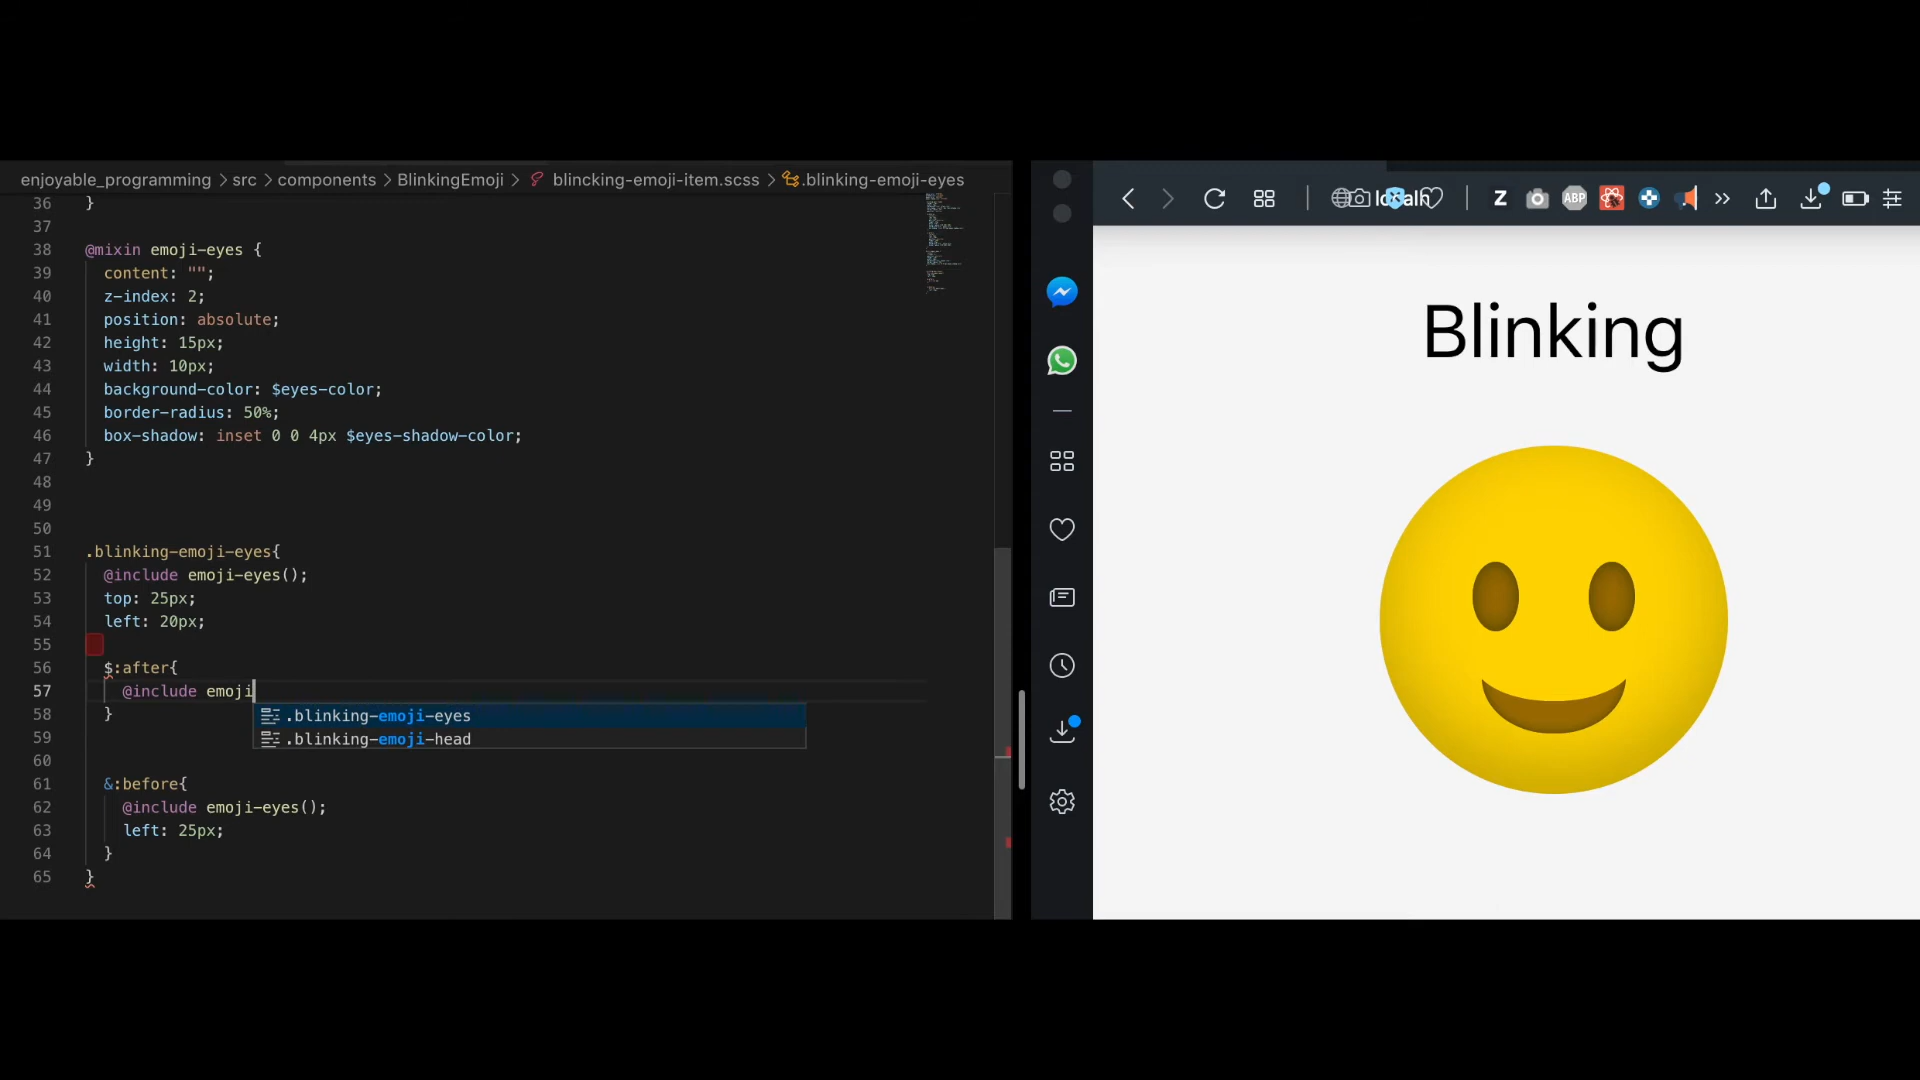 enjoyable_programming > src > components > BlinkingEmoji > blincking-emoji-item.scss > .blinking-emoji-eyes
36 }
37
38 @mixin emoji-eyes {
39 content: "";
40 z-index: 2;
41 position: absolute;
42 height: 15px;
43 width: 10px;
44 background-color: $eyes-color;
45 border-radius: 50%;
46 box-shadow: inset 0 0 4px $eyes-shadow-color;
47 }
48
49
50
51 .blinking-emoji-eyes{
52 @include emoji-eyes();
53 top: 25px;
54 left: 20px;
55
56 $:after{
57 @include emoji
.blinking-emoji-eyes
58 }
59 .blinking-emoji-head
60
61 &:before{
62 @include emoji-eyes();
63 left: 25px;
64 }
65 }
localh
Z
ABP
Blinking